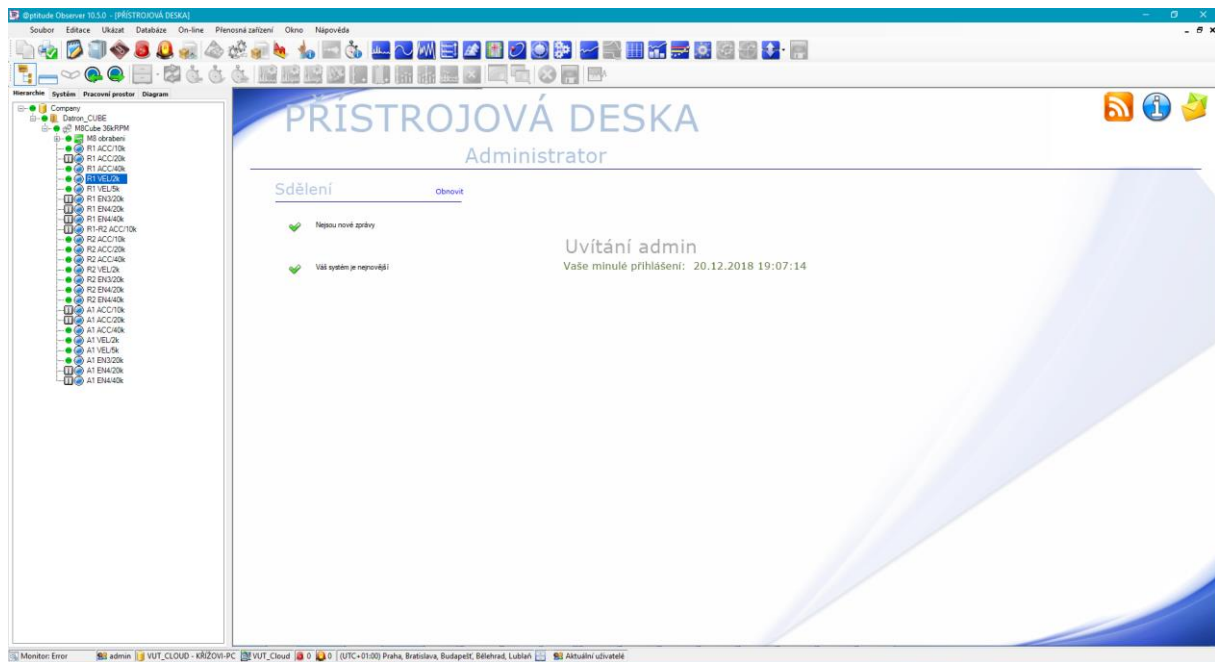 @ptitude Observer 10.5.0 - [PŘÍSTROJOVÁ DESKA]
Soubor Editace Ukázat Databáze On-line Přenosná zařízení Okno Nápověda
Hierarchie Systém Pracovní prostor Diagram
Company
Datron_CUBE
M8Cube 36kRPM
M8 obrabeni
R1 ACC/10k
R1 ACC/20k
R1 ACC/40k
R1 VEL/2k
R1 VEL/5k
R1 EN3/20k
R1 EN4/20k
R1 EN4/40k
R1-R2 ACC/10k
R2 ACC/10k
R2 ACC/20k
R2 ACC/40k
R2 VEL/2k
R2 EN3/20k
R2 EN4/20k
R2 EN4/40k
A1 ACC/10k
A1 ACC/20k
A1 ACC/40k
A1 VEL/2k
A1 VEL/5k
A1 EN3/20k
A1 EN4/20k
A1 EN4/40k
PŘÍSTROJOVÁ DESKA
Administrator
Sdělení Obnovit
Nejsou nové zprávy
Váš systém je nejnovější
Uvítání admin
Vaše minulé přihlášení: 20.12.2018 19:07:14
Monitor: Error admin VUT_CLOUD - KŘÍŽOVI-PC VUT_Cloud 0 0 (UTC+01:00) Praha, Bratislava, Budapešť, Bělehrad, Lublaň Aktuální uživatelé